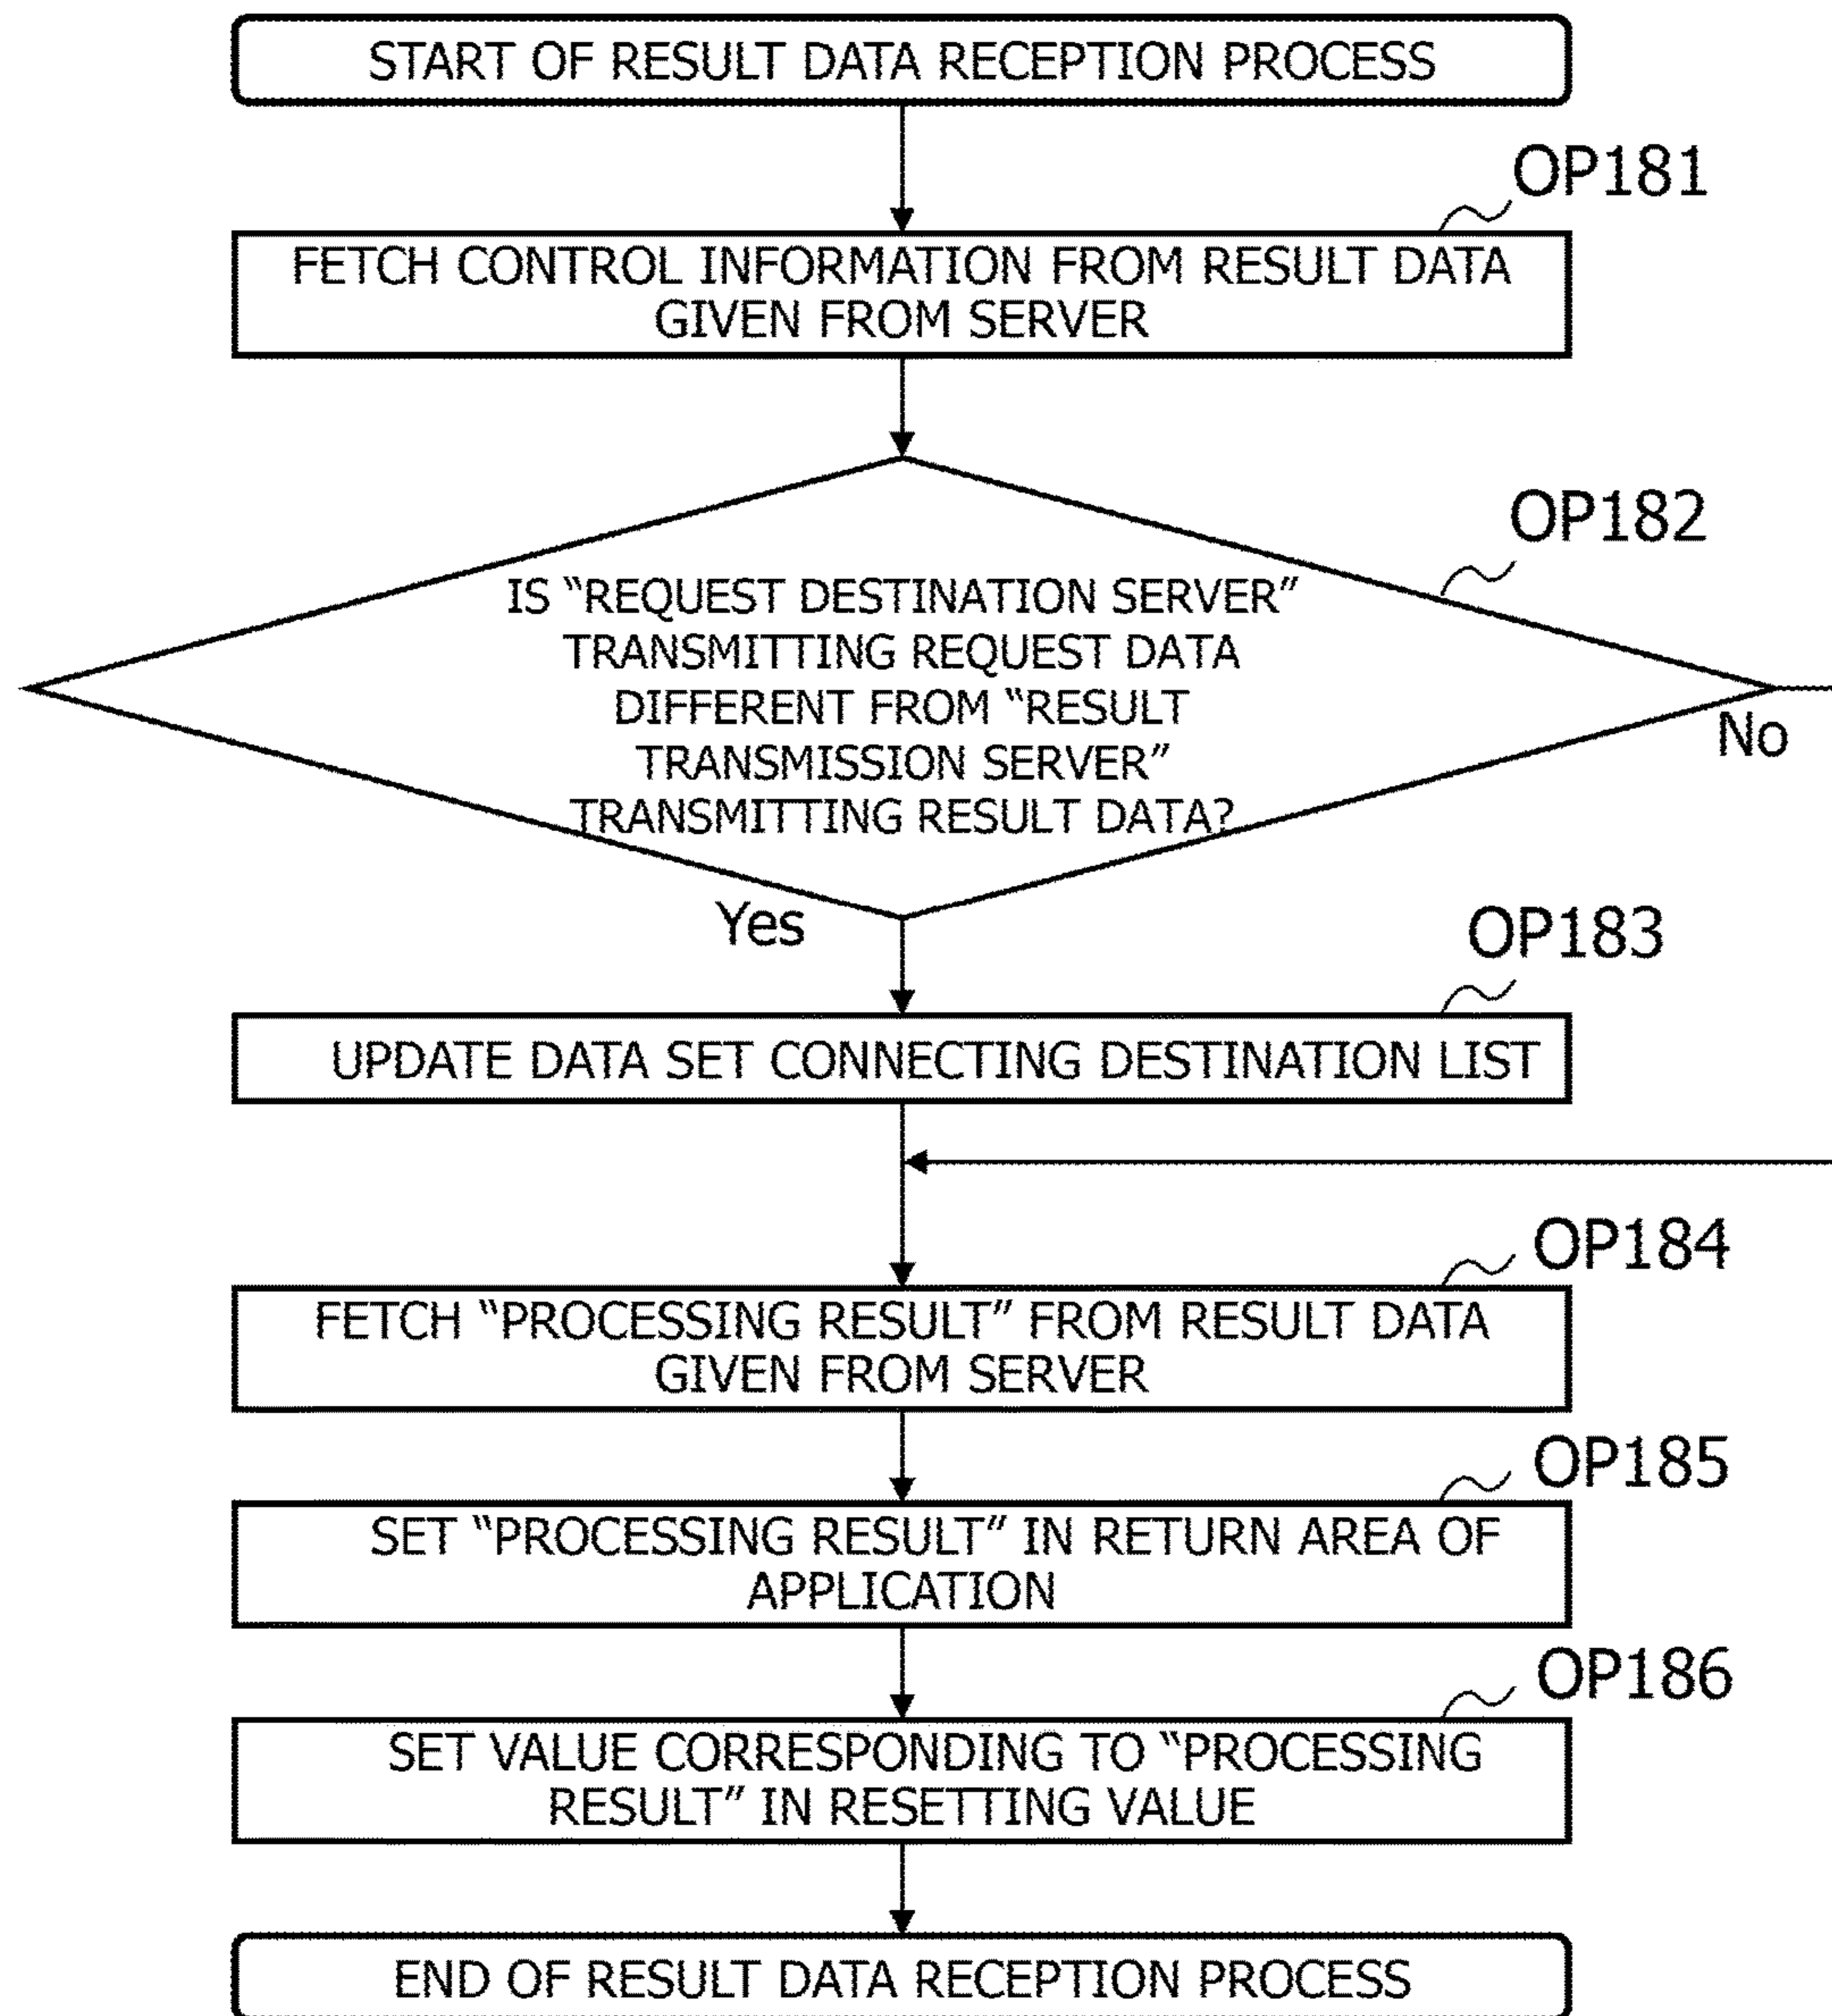 START OF RESULT DATA RECEPTION PROCESS
OP181
FETCH CONTROL INFORMATION FROM RESULT DATA
GIVEN FROM SERVER
OP182
IS “REQUEST DESTINATION SERVER”
TRANSMITTING REQUEST DATA
DIFFERENT FROM “RESULT
TRANSMISSION SERVER”
TRANSMITTING RESULT DATA?
No
Yes
OP183
UPDATE DATA SET CONNECTING DESTINATION LIST
OP184
FETCH “PROCESSING RESULT” FROM RESULT DATA
GIVEN FROM SERVER
OP185
SET “PROCESSING RESULT” IN RETURN AREA OF
APPLICATION
OP186
SET VALUE CORRESPONDING TO “PROCESSING
RESULT” IN RESETTING VALUE
END OF RESULT DATA RECEPTION PROCESS